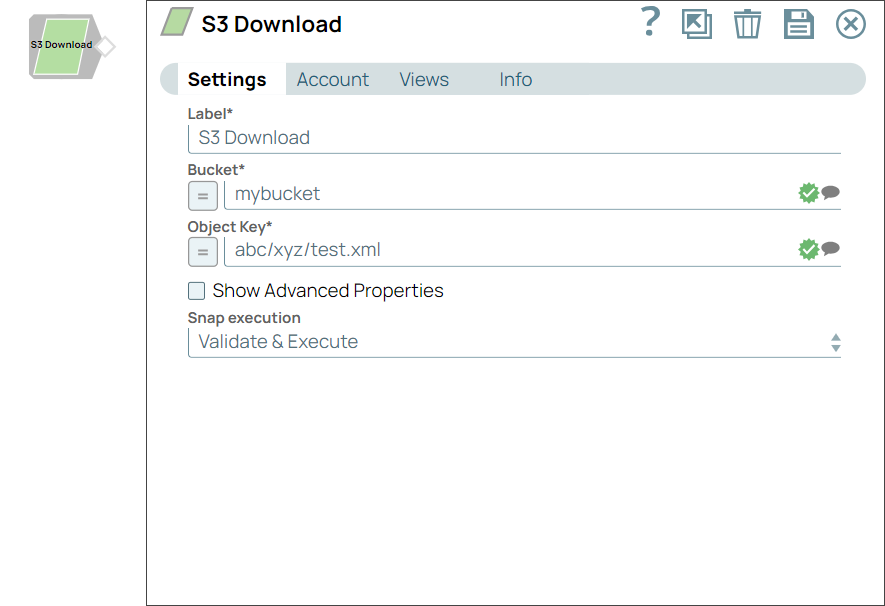 S3 Download
S3 Download
?
Settings Account Views Info
Label*
S3 Download
Bucket*
= mybucket
Object Key*
= abc/xyz/test.xml
Show Advanced Properties
Snap execution
Validate & Execute